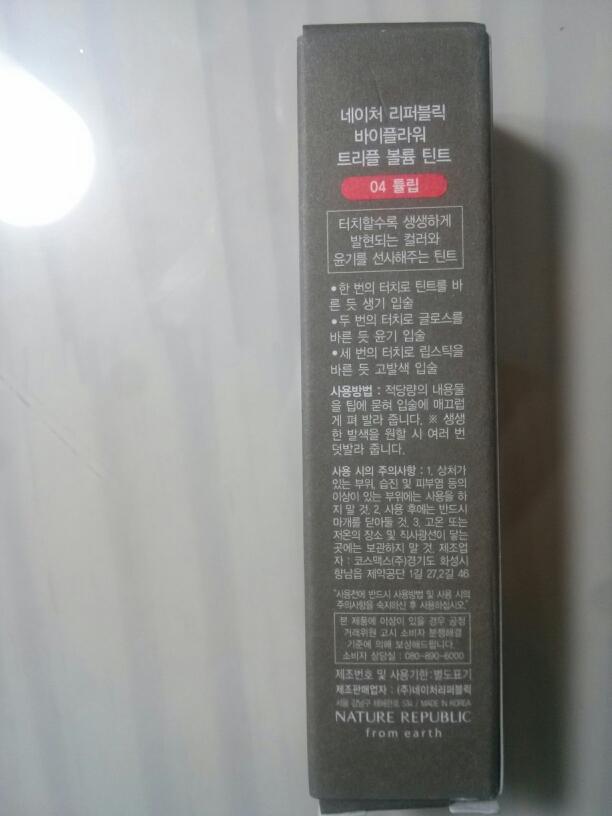 네이처 리퍼블릭
바이플라워
트리플 볼륨 틴트
04 튤립
터치할수록 생생하게
발현되는 컬러와
윤기를 선사해주는 틴트
•한 번의 터치로 틴트를 바
른 듯 생기 입술
•두 번의 터치로 글로스를
바른 듯 윤기 입술
•세 번의 터치로 립스틱을
바른 듯 고발색 입술
사용방법 : 적당량의 내용물
을 팁에 묻혀 입술에 매끄럽
게 펴 발라 줍니다. ※ 생생
한 발색을 원할 시 여러 번
덧발라 줍니다.
사용 시의 주의사항 : 1. 상처가
있는 부위, 습진 및 피부염 등의
이상이 있는 부위에는 사용을 하
지 말 것. 2. 사용 후에는 반드시
마개를 닫아둘 것. 3. 고온 또는
저온의 장소 및 직사광선이 닿는
곳에는 보관하지 말 것. 제조업
자 : 코스맥스(주)경기도 화성시
향남읍 제약공단 1길 27,2길 46
"사용전에 반드시 사용방법 및 사용 시의
주의사항을 숙지하신 후 사용하십시오."
본 제품에 이상이 있을 경우 공정
거래위원 고시 소비자 분쟁해결
기준에 의해 보상해드립니다.
소비자 상담실 : 080-890-6000
제조번호 및 사용기한:별도표기
제조판매업자 : (주)네이처리퍼블릭
서울 강남구 테헤란로 534 / MADE IN KOREA
NATURE REPUBLIC
from earth